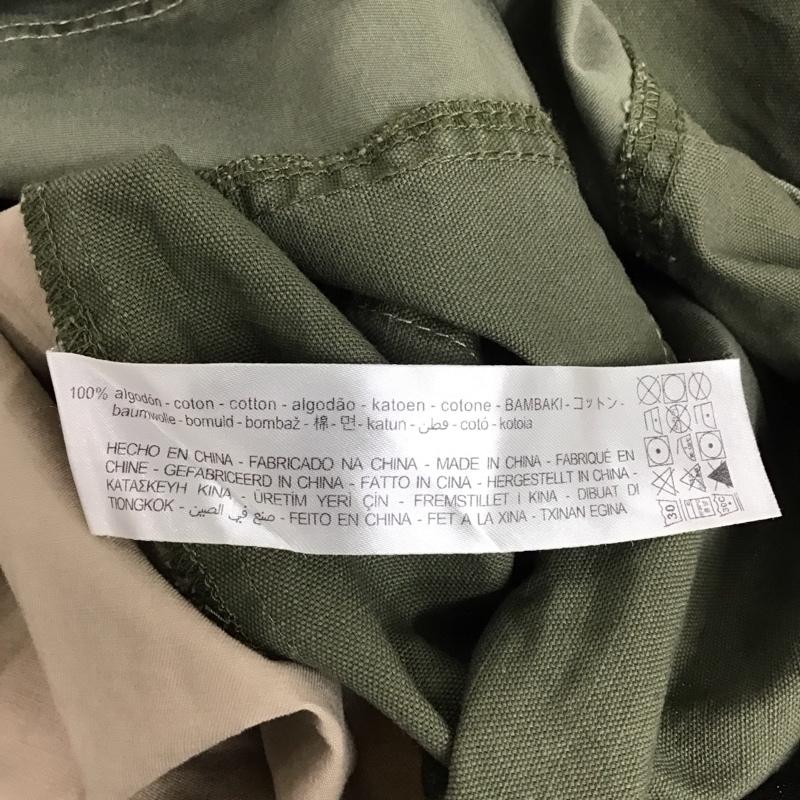 100% algodón - coton - cotton - algodão - katoen - cotone - BAMBAKI - コットン -
baumwolle - bomuld - bombaž - 棉 - 면 - katun - قطن - cotó - kotoia
HECHO EN CHINA - FABRICADO NA CHINA - MADE IN CHINA - FABRIQUÉ EN
CHINE - GEFABRICEERD IN CHINA - FATTO IN CINA - HERGESTELLT IN CHINA -
ΚΑΤΑΣΚΕΥΗ ΚΙΝΑ - ÜRETİM YERİ ÇİN - FREMSTILLET I KINA - DIBUAT DI
TIONGKOK - صنع في الصين - FEITO EN CHINA - FET A LA XINA - TXINAN EGINA
30